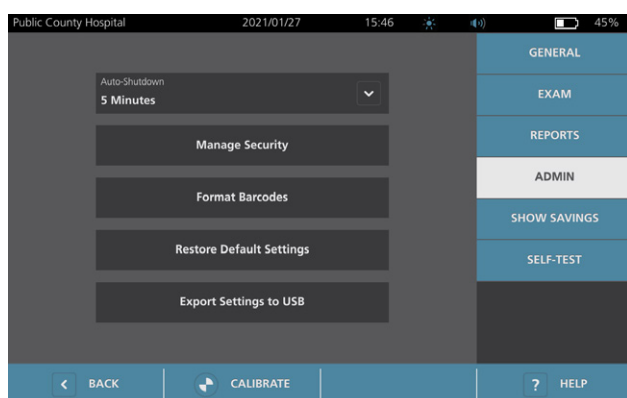 Public County Hospital 2021/01/27 15:46 45%
GENERAL
Auto-Shutdown
5 Minutes
EXAM
Manage Security
REPORTS
ADMIN
Format Barcodes
SHOW SAVINGS
Restore Default Settings
SELF-TEST
Export Settings to USB
BACK CALIBRATE ? HELP